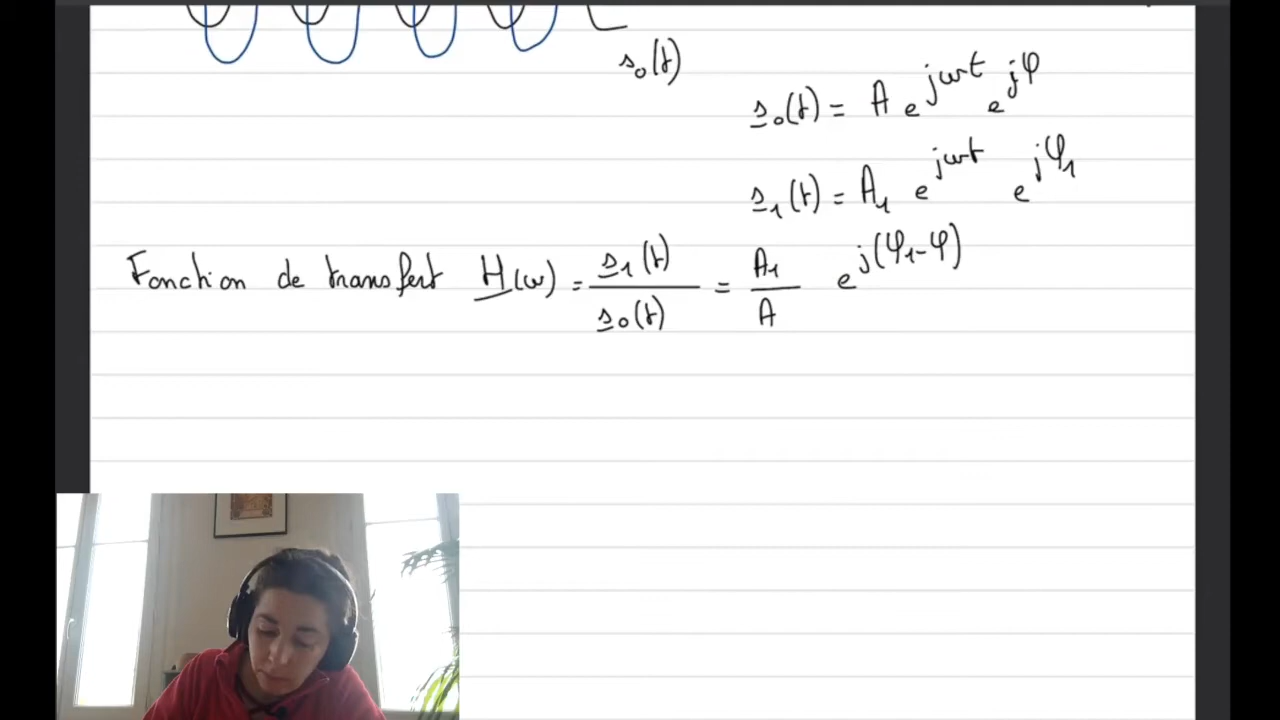 s₀(t)
s₀(t) = A e^jωt e^jφ
s₁(t) = A₁ e^jωt e^jφ₁
Fonction de transfert H(ω) = s₁(t) / s₀(t) = A₁ / A e^j(φ₁-φ)